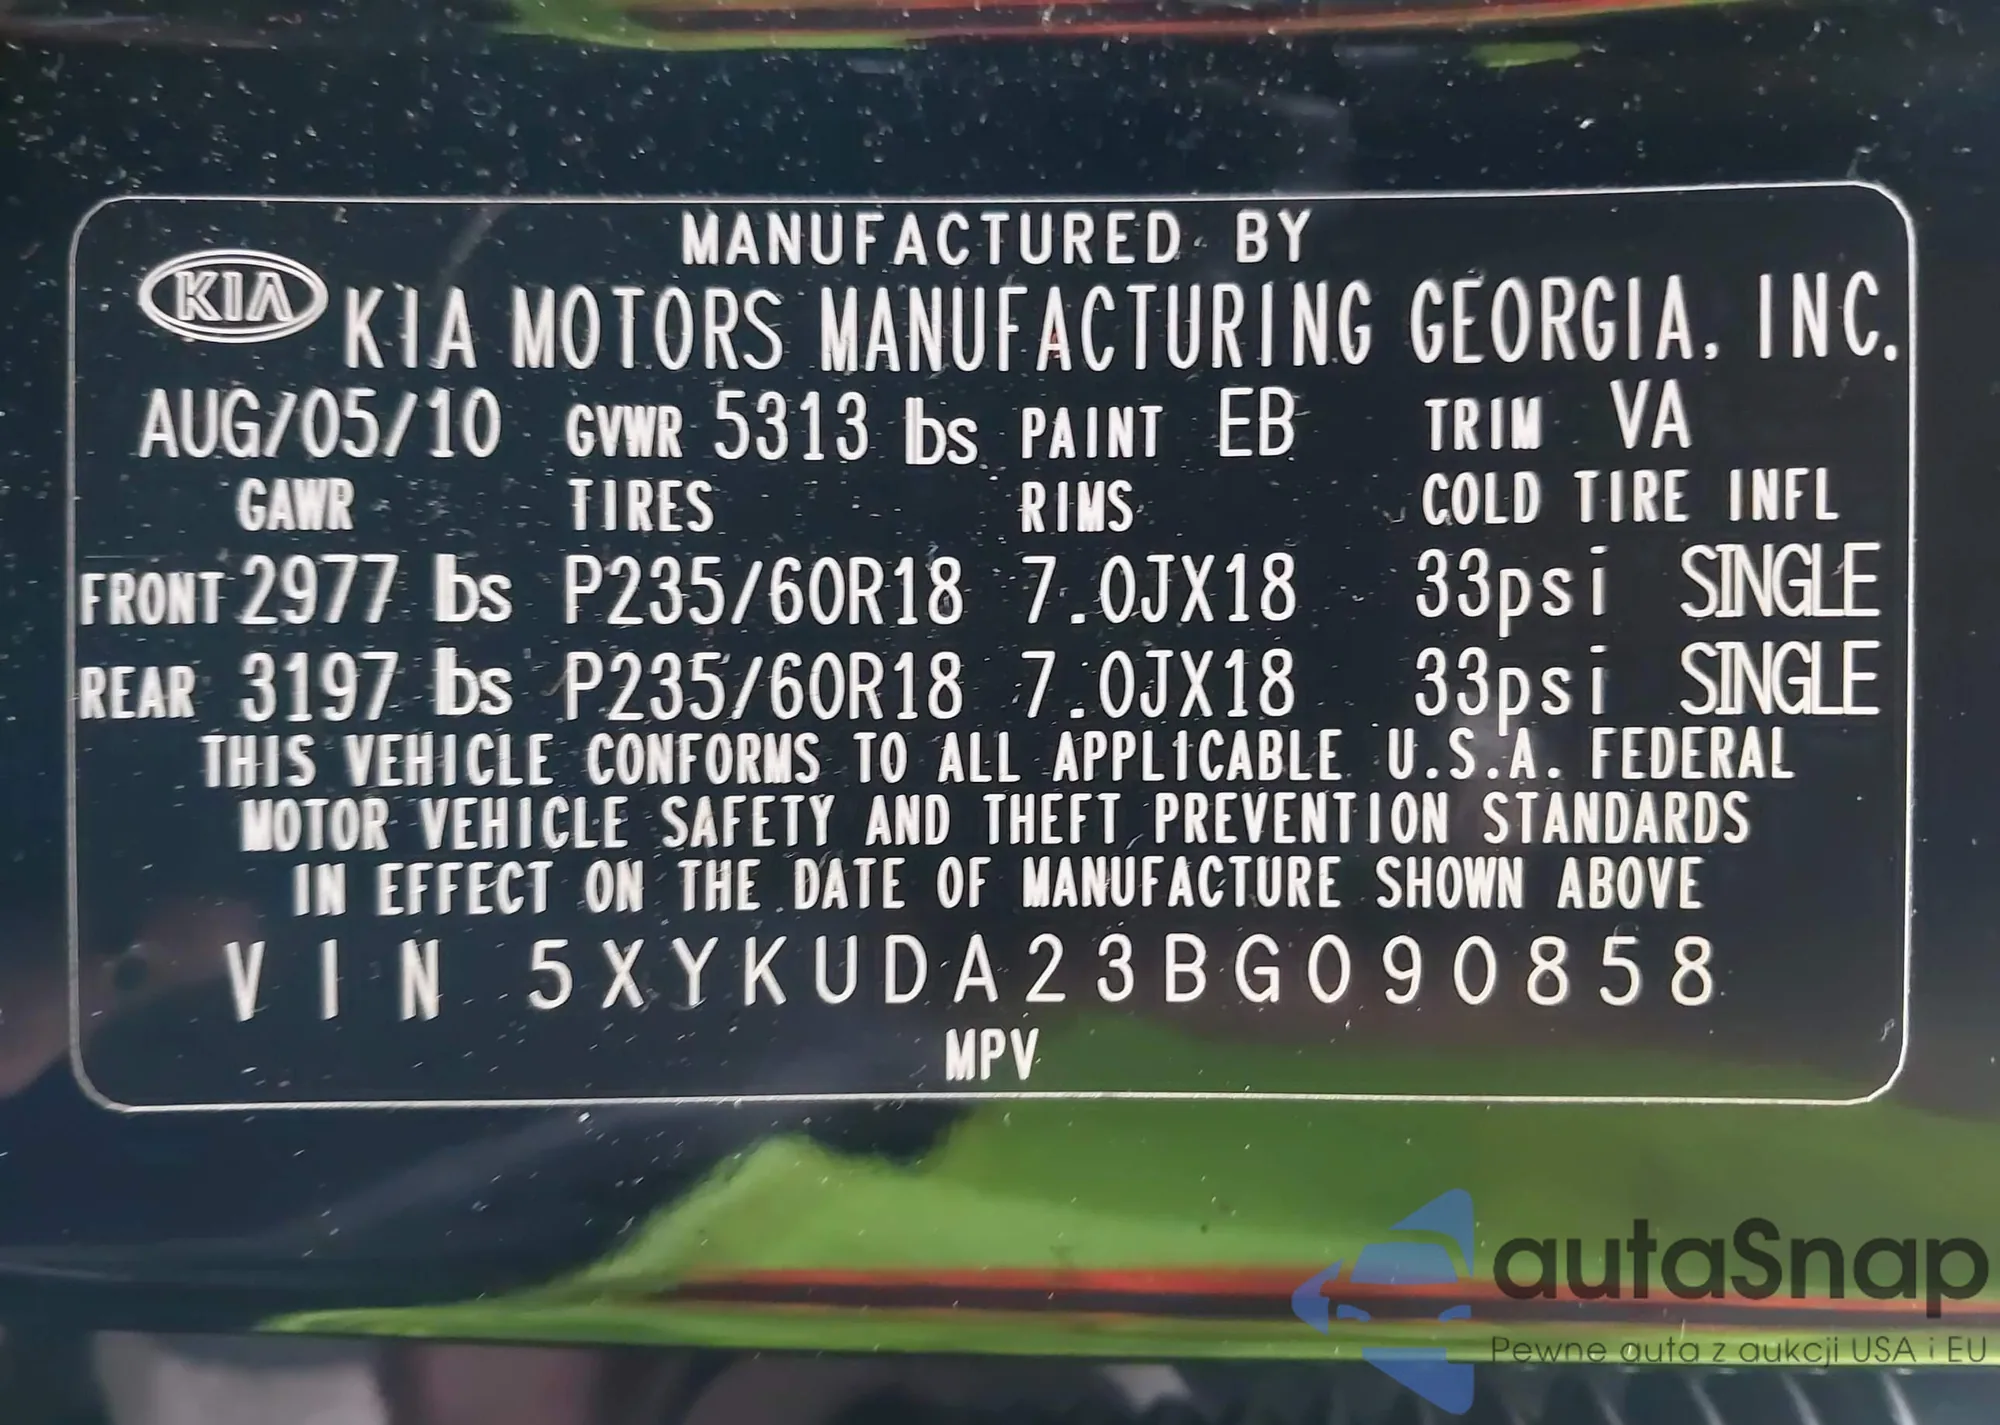 MANUFACTURED BY
KIA KIA MOTORS MANUFACTURING GEORGIA, INC.
AUG/05/10 GVWR 5313 lbs PAINT EB TRIM VA
GAWR TIRES RIMS COLD TIRE INFL
FRONT 2977 lbs P235/60R18 7.0JX18 33psi SINGLE
REAR 3197 lbs P235/60R18 7.0JX18 33psi SINGLE
THIS VEHICLE CONFORMS TO ALL APPLICABLE U.S.A. FEDERAL
MOTOR VEHICLE SAFETY AND THEFT PREVENTION STANDARDS
IN EFFECT ON THE DATE OF MANUFACTURE SHOWN ABOVE
VIN 5XYKUDA23BG090858
MPV
autaSnap
Pewne auta z aukcji USA i EU